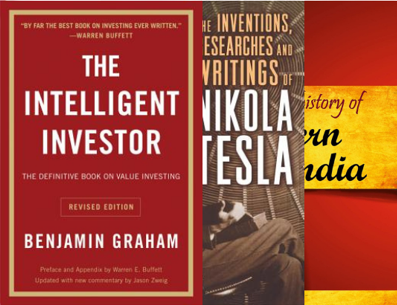 "BY FAR THE BEST BOOK ON INVESTING EVER WRITTEN."
—WARREN BUFFETT
THE
INTELLIGENT
INVESTOR
THE DEFINITIVE BOOK ON VALUE INVESTING
REVISED EDITION
BENJAMIN GRAHAM
Preface and Appendix by Warren E. Buffett
Updated with new commentary by Jason Zweig
HE INVENTIONS,
ESEARCHES AND
WRITINGS OF
NIKOLA
TESLA
istory of
ern
ndia